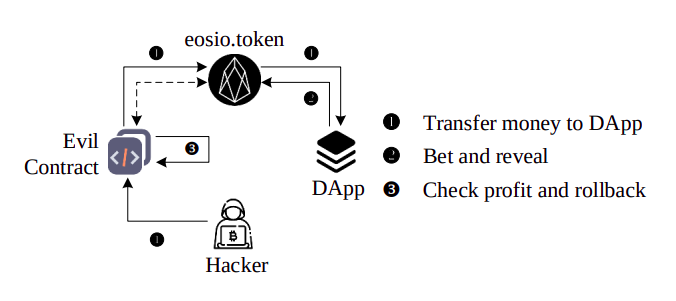 eosio.token
❶
❶
❷
Evil
Contract
</>
❸
DApp
❶
Hacker
❶ Transfer money to DApp
❷ Bet and reveal
❸ Check profit and rollback